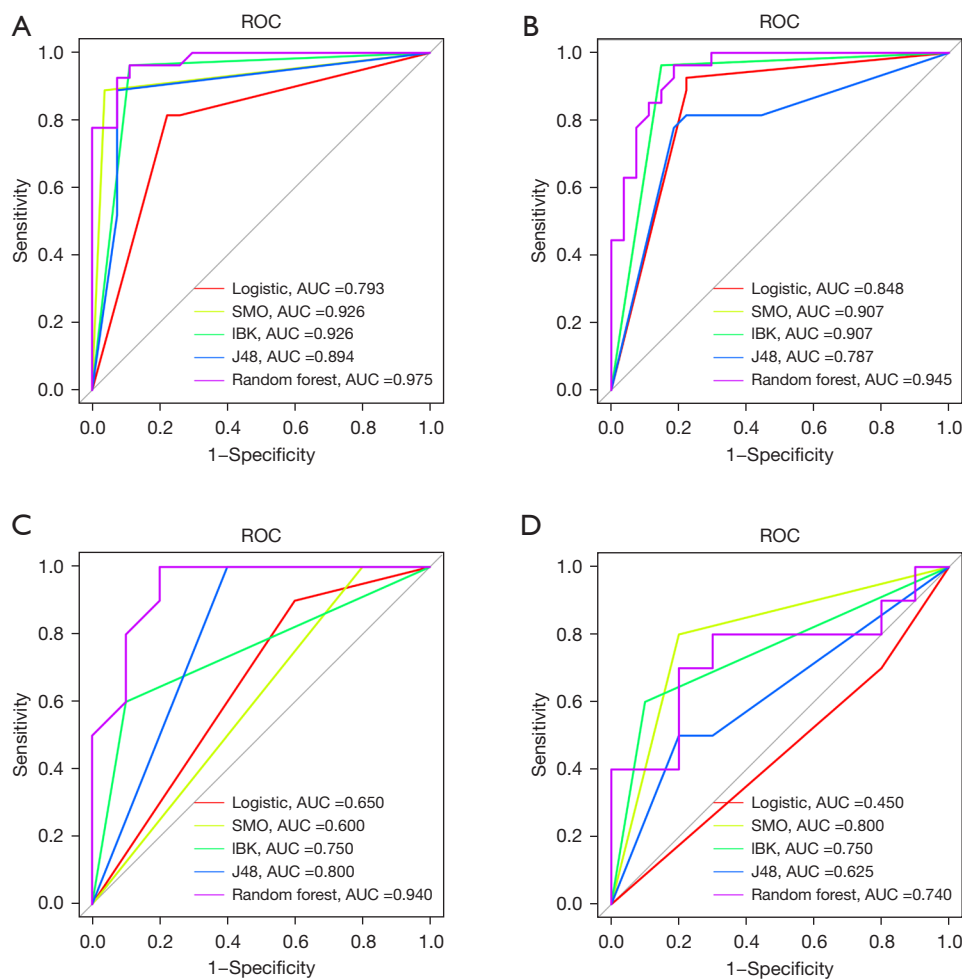 A
ROC
1.0
0.8
0.6
0.4
0.2
0.0
Sensitivity
Logistic, AUC =0.793
SMO, AUC =0.926
IBK, AUC =0.926
J48, AUC =0.894
Random forest, AUC =0.975
0.0 0.2 0.4 0.6 0.8 1.0
1–Specificity
B
ROC
1.0
0.8
0.6
0.4
0.2
0.0
Sensitivity
Logistic, AUC =0.848
SMO, AUC =0.907
IBK, AUC =0.907
J48, AUC =0.787
Random forest, AUC =0.945
0.0 0.2 0.4 0.6 0.8 1.0
1–Specificity
C
ROC
1.0
0.8
0.6
0.4
0.2
0.0
Sensitivity
Logistic, AUC =0.650
SMO, AUC =0.600
IBK, AUC =0.750
J48, AUC =0.800
Random forest, AUC =0.940
0.0 0.2 0.4 0.6 0.8 1.0
1–Specificity
D
ROC
1.0
0.8
0.6
0.4
0.2
0.0
Sensitivity
Logistic, AUC =0.450
SMO, AUC =0.800
IBK, AUC =0.750
J48, AUC =0.625
Random forest, AUC =0.740
0.0 0.2 0.4 0.6 0.8 1.0
1–Specificity